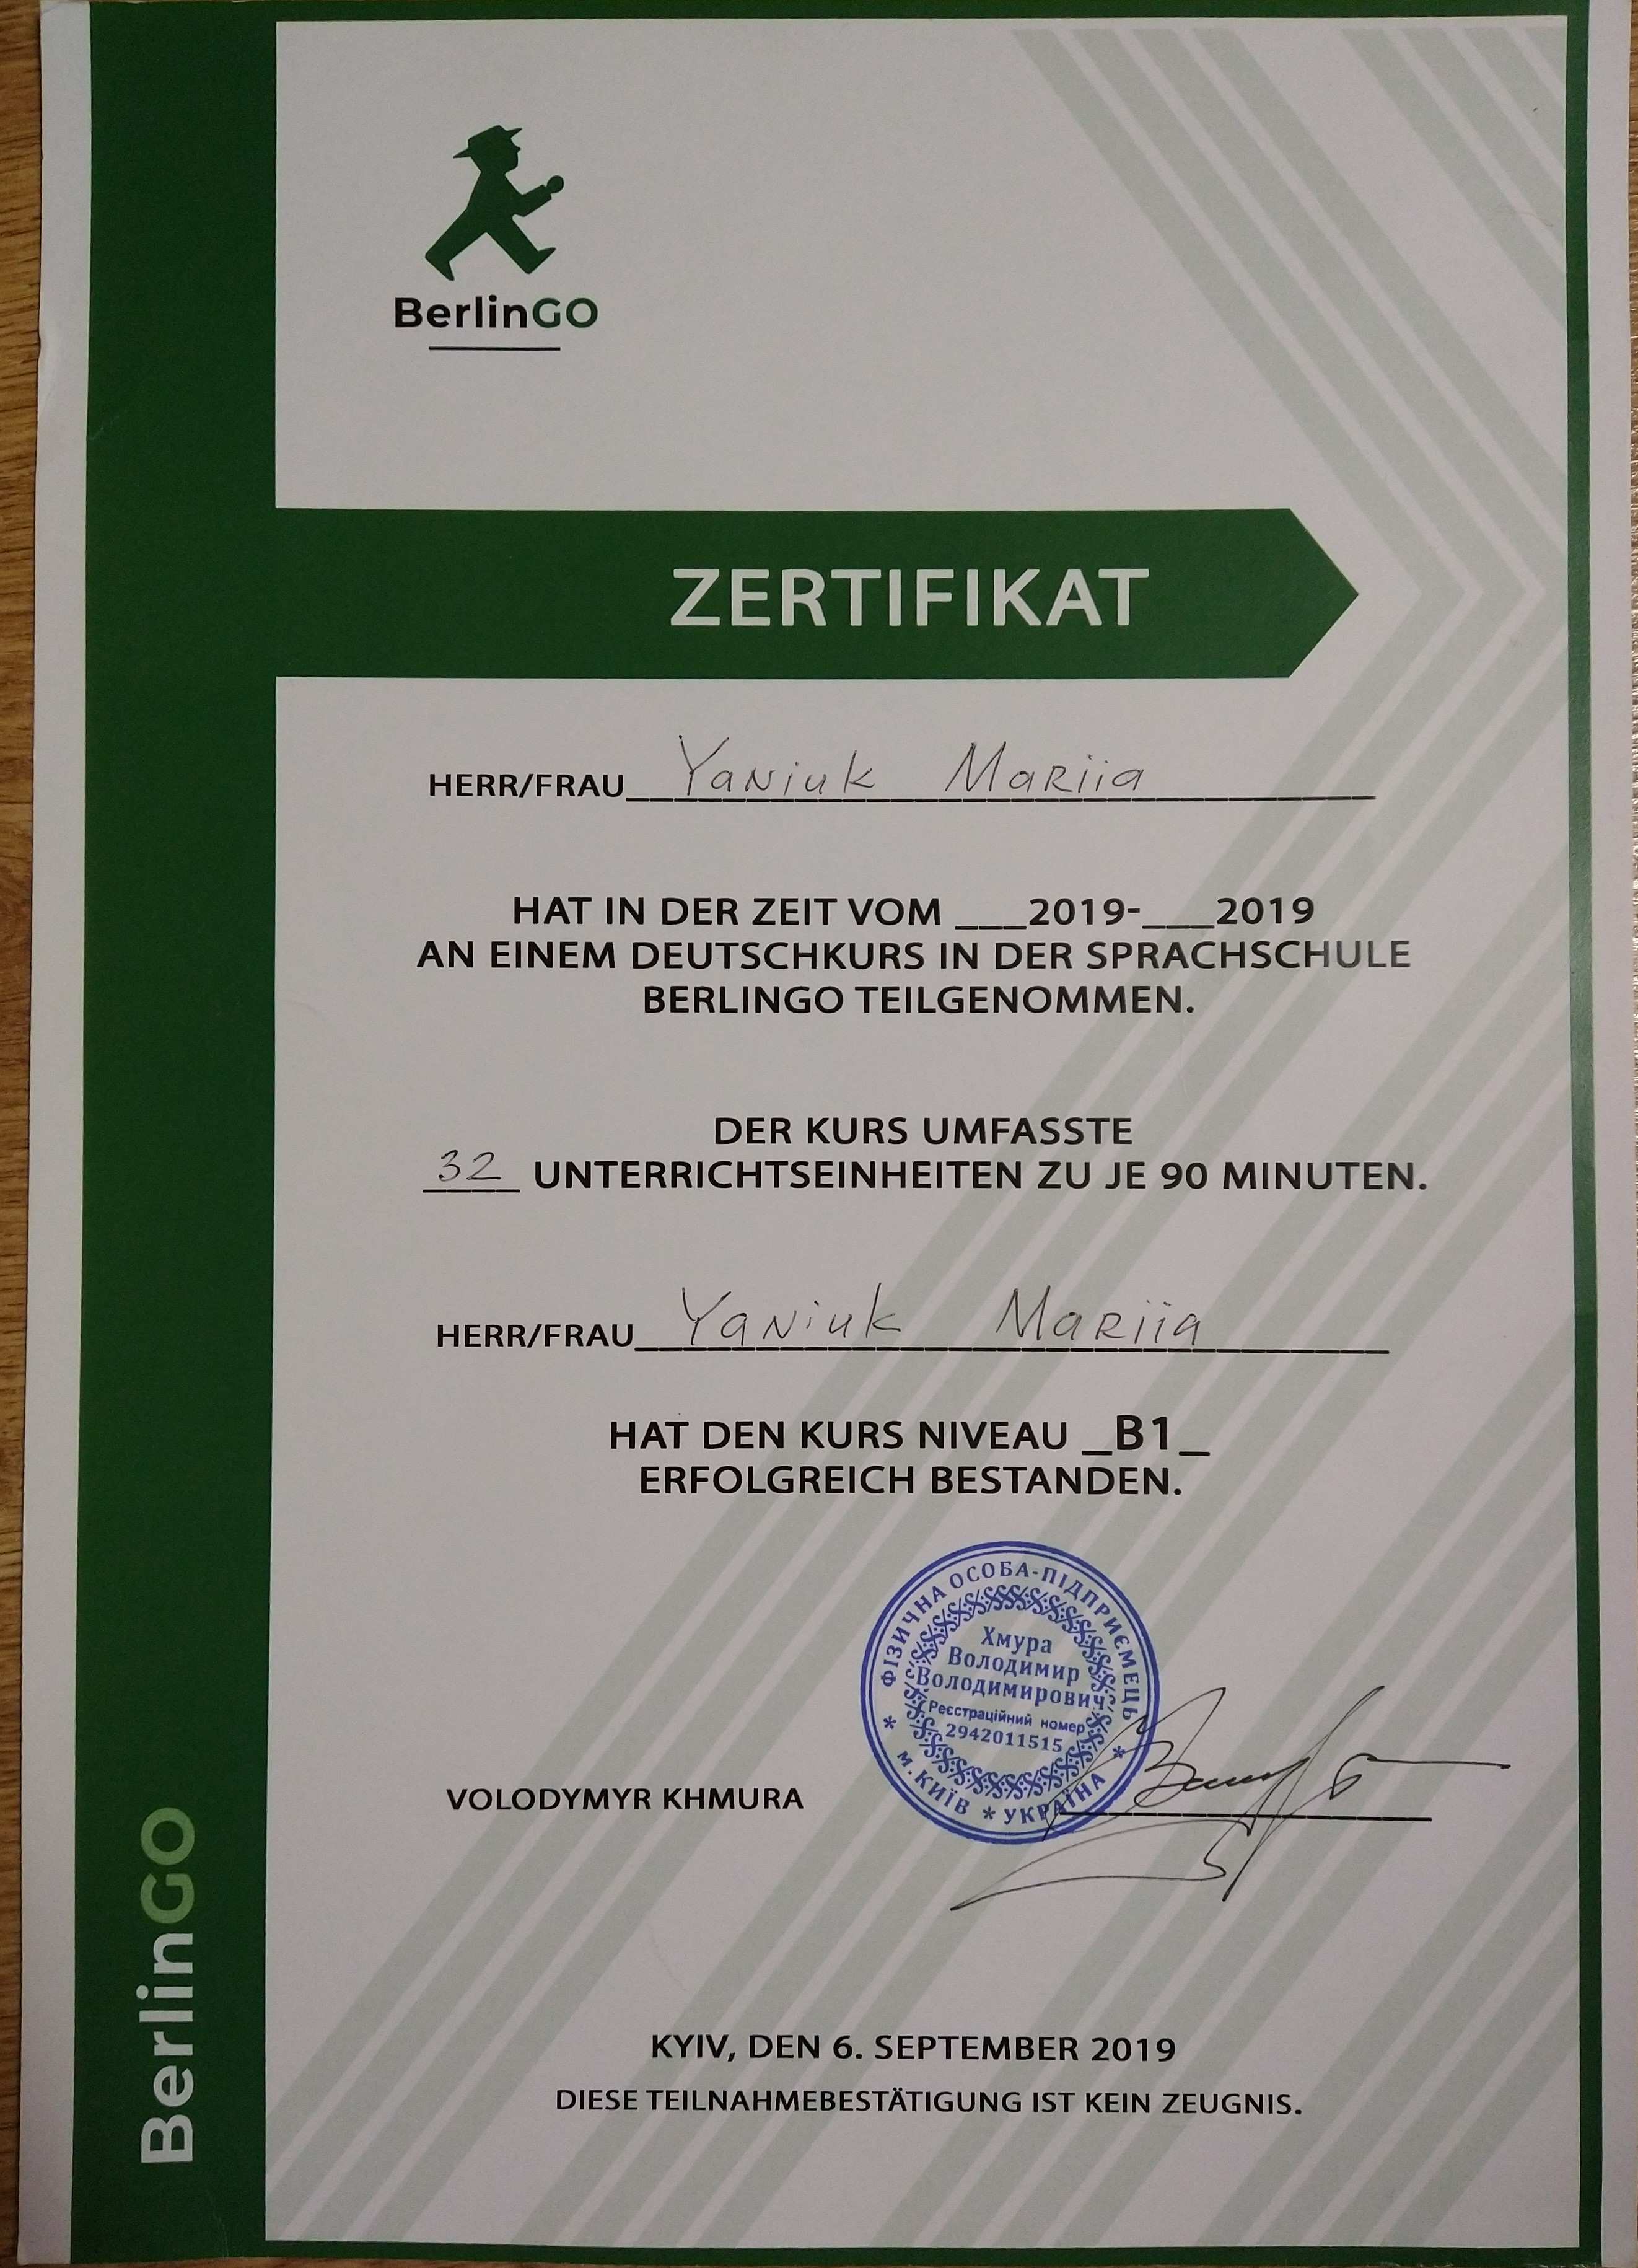 BerlinGO
ZERTIFIKAT
HERR/FRAU Yaniuk Mariia
HAT IN DER ZEIT VOM ___2019-___2019
AN EINEM DEUTSCHKURS IN DER SPRACHSCHULE
BERLINGO TEILGENOMMEN.
DER KURS UMFASSTE
32 UNTERRICHTSEINHEITEN ZU JE 90 MINUTEN.
HERR/FRAU Yaniuk Mariia
HAT DEN KURS NIVEAU _B1_
ERFOLGREICH BESTANDEN.
ФІЗИЧНА ОСОБА-ПІДПРИЄМЕЦЬ
Хмура
Володимир
Володимирович
Реєстраційний номер
2942011515
* м.КИЇВ * УКРАЇНА *
VOLODYMYR KHMURA
KYIV, DEN 6. SEPTEMBER 2019
DIESE TEILNAHMEBESTÄTIGUNG IST KEIN ZEUGNIS.
BerlinGO